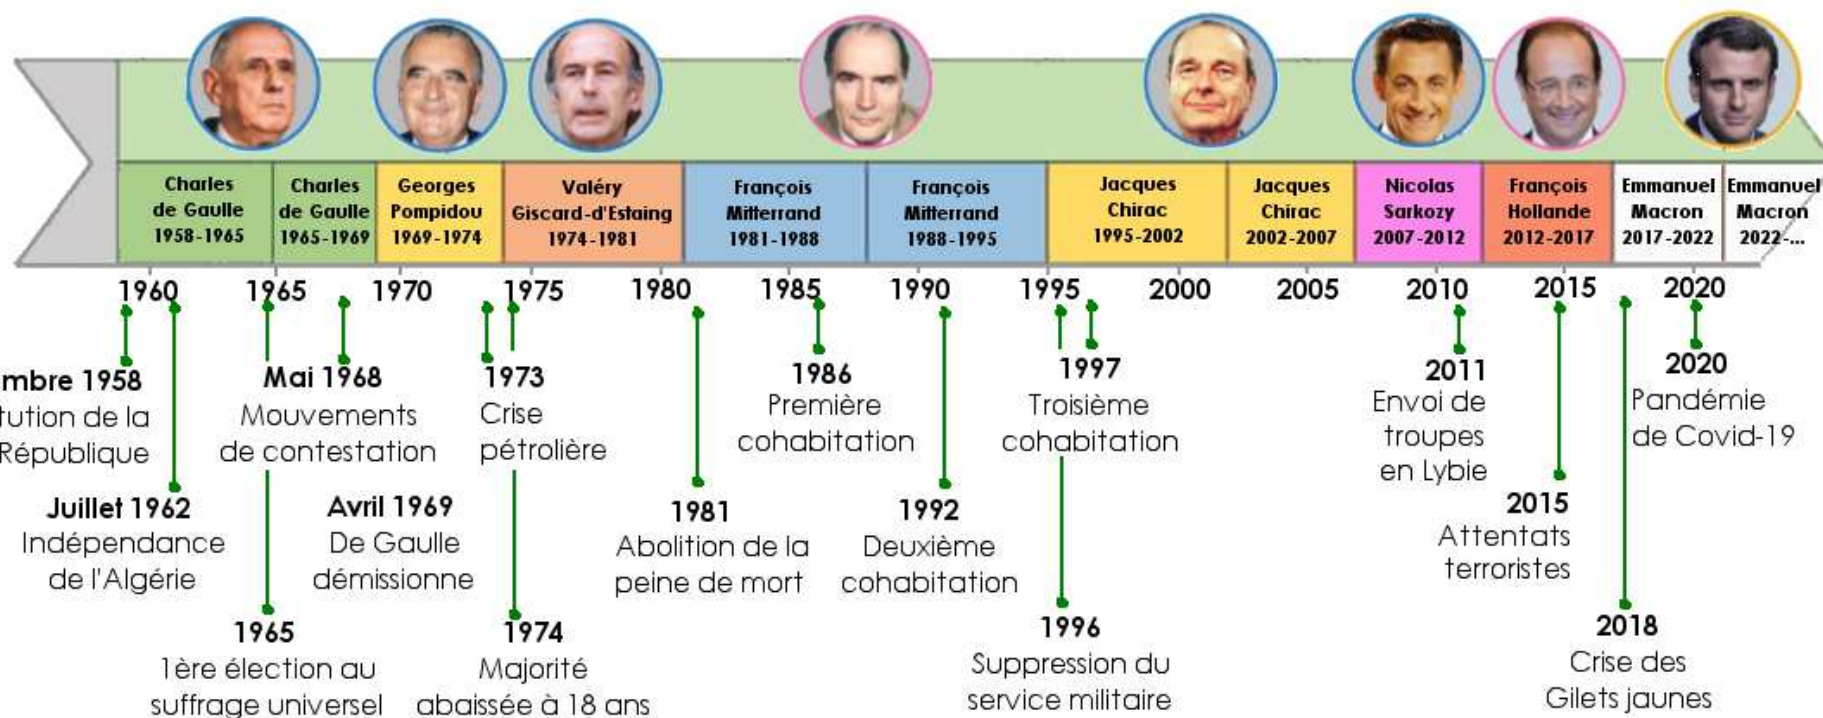 Charles
de Gaulle
1958-1965
Charles
de Gaulle
1965-1969
Georges
Pompidou
1969-1974
Valéry
Giscard-d'Estaing
1974-1981
François
Mitterrand
1981-1988
François
Mitterrand
1988-1995
Jacques
Chirac
1995-2002
Jacques
Chirac
2002-2007
Nicolas
Sarkozy
2007-2012
François
Hollande
2012-2017
Emmanuel
Macron
2017-2022
Emmanuel
Macron
2022-...
1960 1965 1970 1975 1980 1985 1990 1995 2000 2005 2010 2015 2020
mbre 1958
tution de la
République
Juillet 1962
Indépendance
de l'Algérie
1965
1ère élection au
suffrage universel
Mai 1968
Mouvements
de contestation
Avril 1969
De Gaulle
démissionne
1973
Crise
pétrolière
1974
Majorité
abaissée à 18 ans
1981
Abolition de la
peine de mort
1986
Première
cohabitation
1992
Deuxième
cohabitation
1996
Suppression du
service militaire
1997
Troisième
cohabitation
2011
Envoi de
troupes
en Lybie
2015
Attentats
terroristes
2018
Crise des
Gilets jaunes
2020
Pandémie
de Covid-19